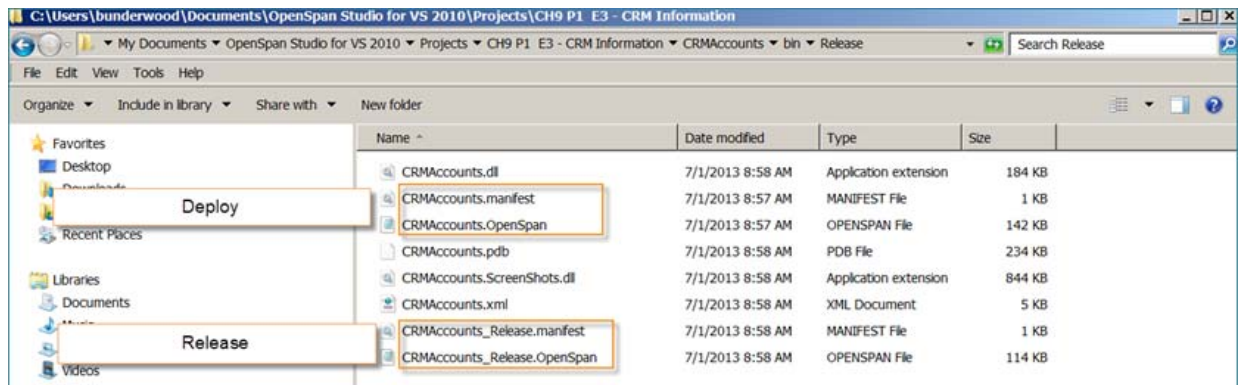 C:\Users\bunderwood\Documents\OpenSpan Studio for VS 2010\Projects\CH9 P1 E3 - CRM Information
My Documents OpenSpan Studio for VS 2010 Projects CH9 P1 E3 - CRM Information CRMAccounts bin Release Search Release
File Edit View Tools Help
Organize Include in library Share with New folder
Favorites
Desktop
Downloads
Deploy
Recent Places
Libraries
Documents
Music
Release
Videos
Name Date modified Type Size
CRMAccounts.dll 7/1/2013 8:58 AM Application extension 184 KB
CRMAccounts.manifest 7/1/2013 8:57 AM MANIFEST File 1 KB
CRMAccounts.OpenSpan 7/1/2013 8:57 AM OPENSPAN File 142 KB
CRMAccounts.pdb 7/1/2013 8:58 AM PDB File 234 KB
CRMAccounts.ScreenShots.dll 7/1/2013 8:58 AM Application extension 844 KB
CRMAccounts.xml 7/1/2013 8:58 AM XML Document 5 KB
CRMAccounts_Release.manifest 7/1/2013 8:58 AM MANIFEST File 1 KB
CRMAccounts_Release.OpenSpan 7/1/2013 8:58 AM OPENSPAN File 114 KB